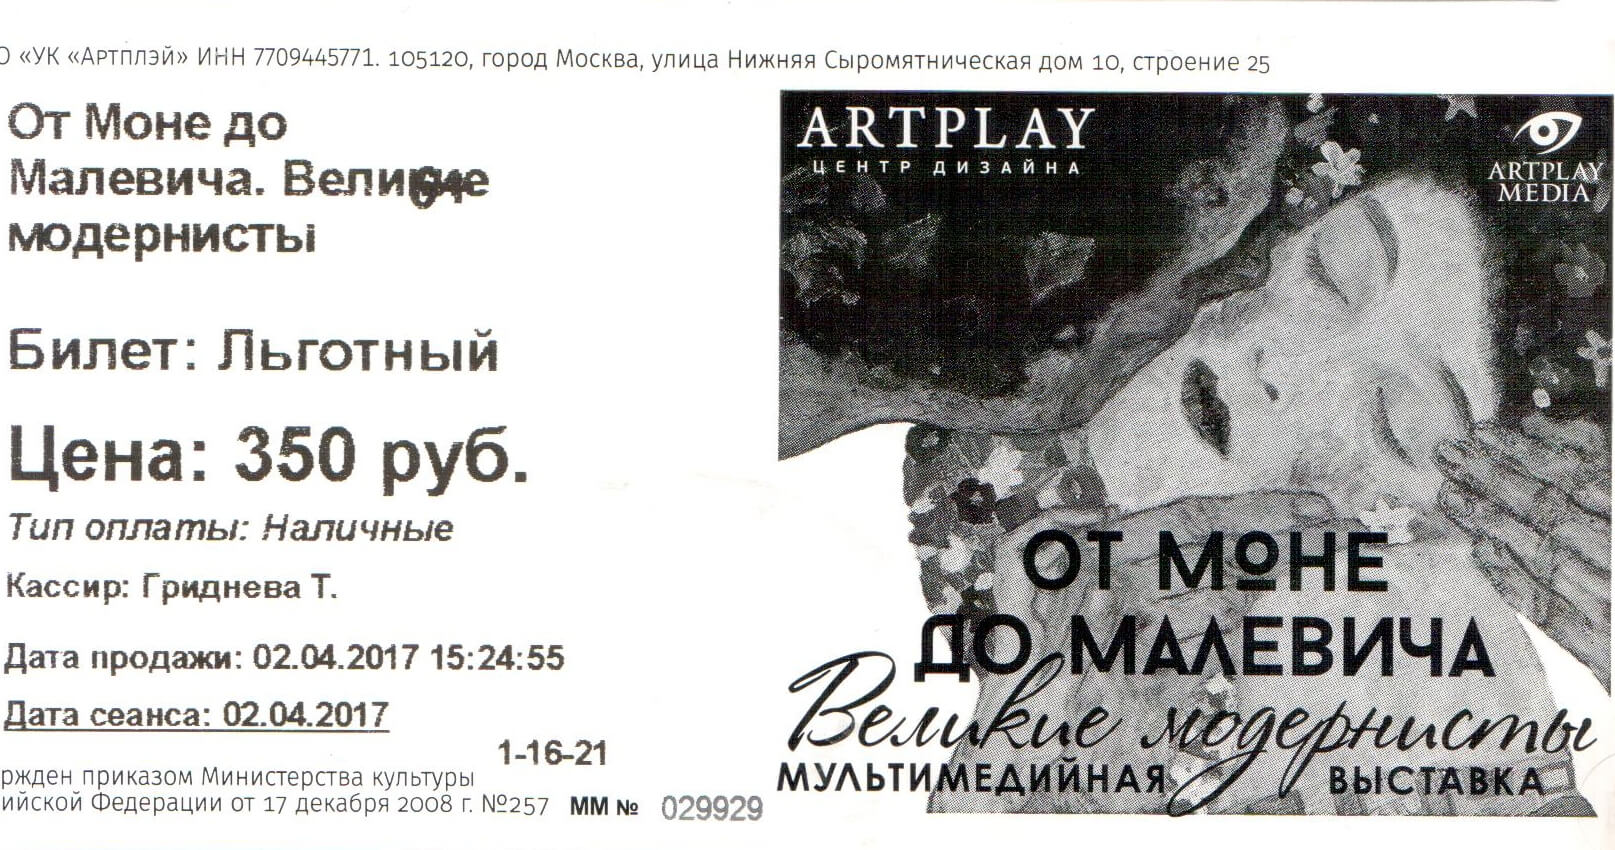 О «УК «Артплэй» ИНН 7709445771. 105120, город Москва, улица Нижняя Сыромятническая дом 10, строение 25
От Моне до
Малевича. Великие
модернисты
Билет: Льготный
Цена: 350 руб.
Тип оплаты: Наличные
Кассир: Гриднева Т.
Дата продажи: 02.04.2017 15:24:55
Дата сеанса: 02.04.2017
1-16-21
ржден приказом Министерства культуры
ийской Федерации от 17 декабря 2008 г. №257 ММ № 029929
ARTPLAY
ЦЕНТР ДИЗАЙНА
ARTPLAY
MEDIA
ОТ МОНЕ
ДО МАЛЕВИЧА
Великие модернисты
МУЛЬТИМЕДИЙНАЯ ВЫСТАВКА